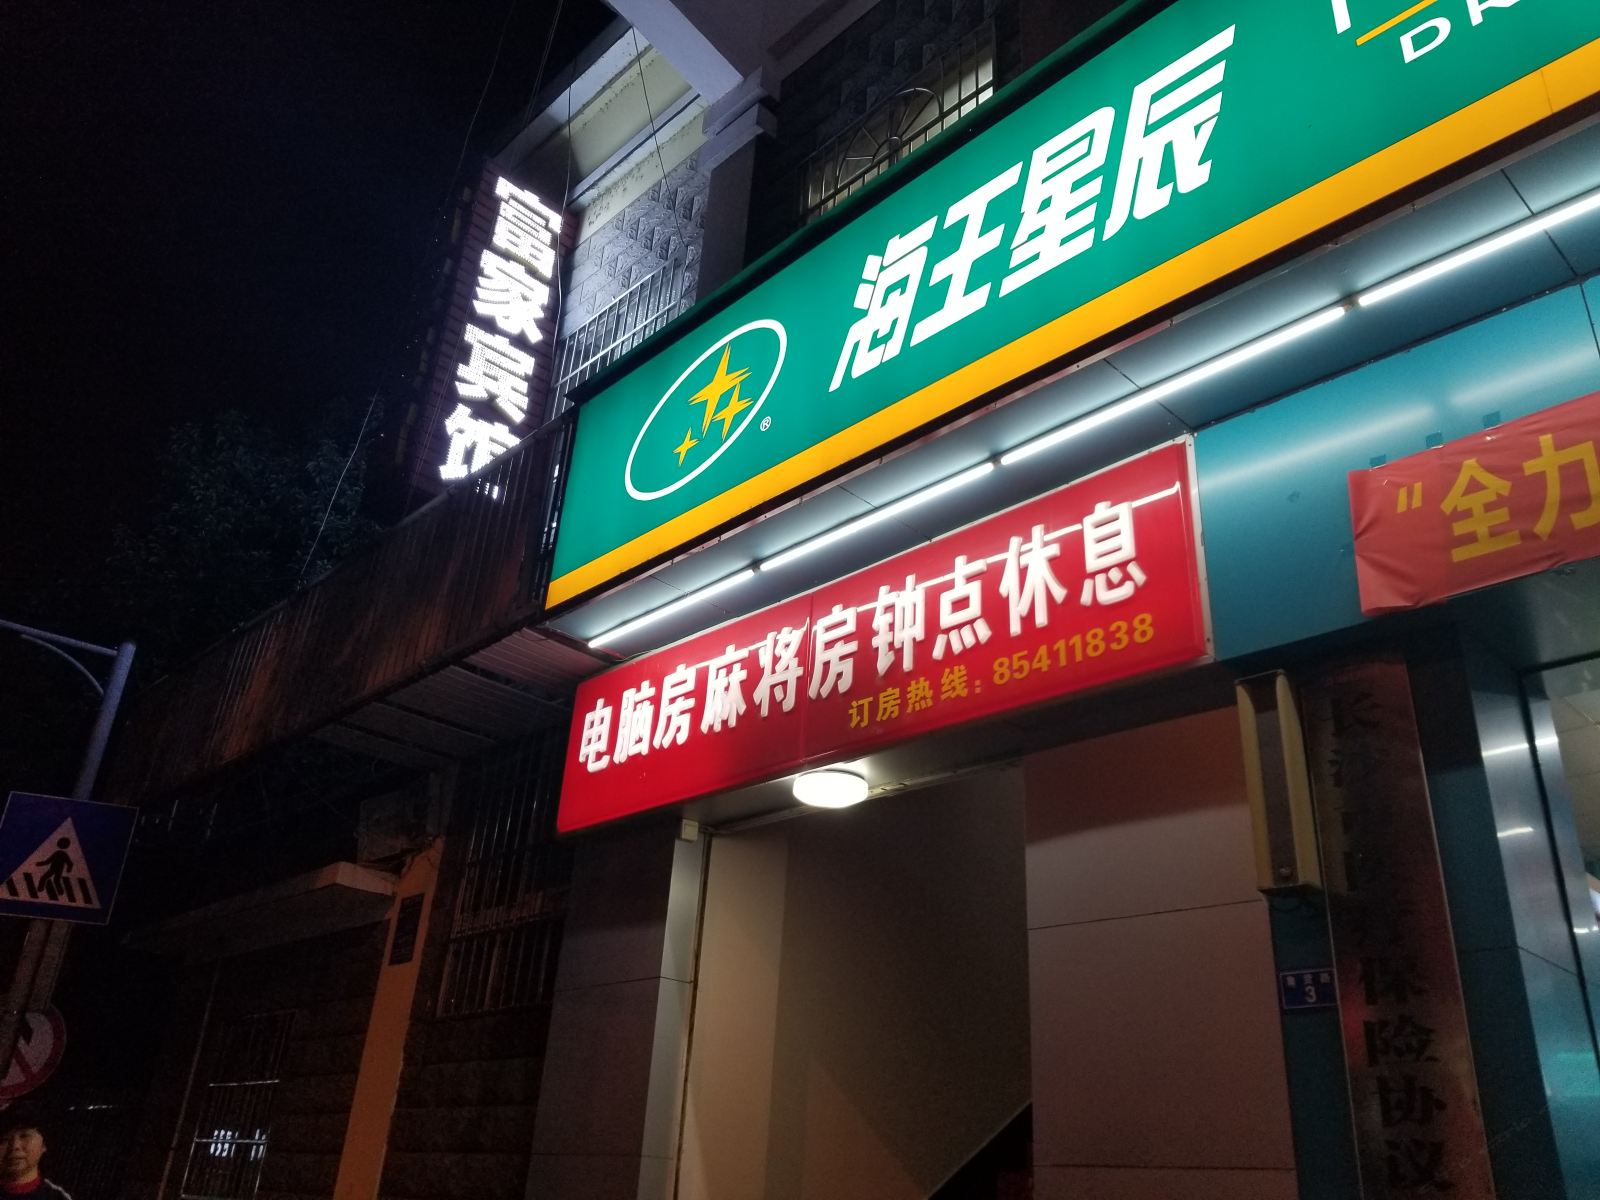 富家宾馆
海王星辰
®
电脑房麻将房钟点休息
订房热线：85411838
"全力
3
保险协议